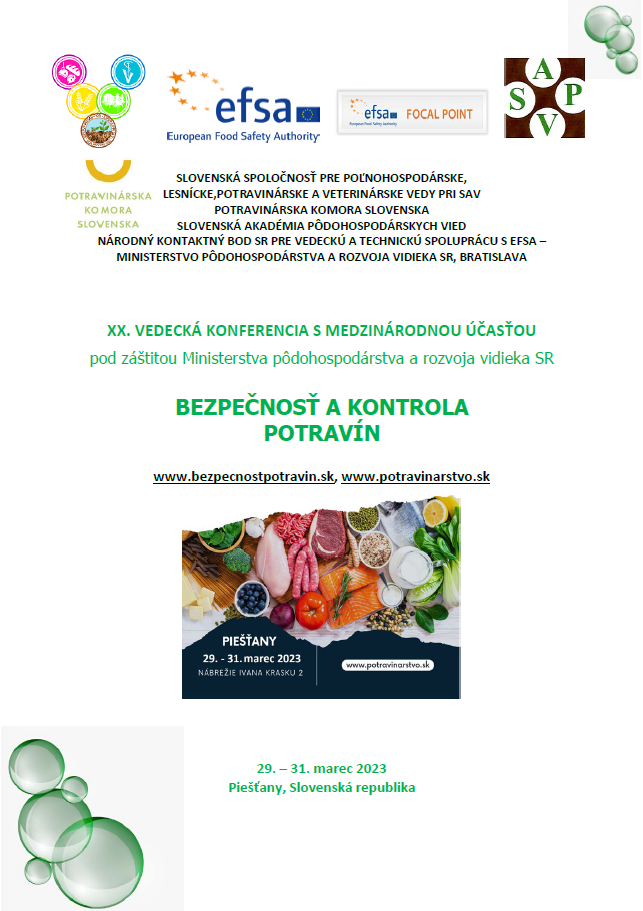 efsa
European Food Safety Authority
efsa
European Food Safety Authority
FOCAL POINT
A
S P
V
POTRAVINÁRSKA
KOMORA
SLOVENSKA
SLOVENSKÁ SPOLOČNOSŤ PRE POĽNOHOSPODÁRSKE,
LESNÍCKE,POTRAVINÁRSKE A VETERINÁRSKE VEDY PRI SAV
POTRAVINÁRSKA KOMORA SLOVENSKA
SLOVENSKÁ AKADÉMIA PÔDOHOSPODÁRSKYCH VIED
NÁRODNÝ KONTAKTNÝ BOD SR PRE VEDECKÚ A TECHNICKÚ SPOLUPRÁCU S EFSA –
MINISTERSTVO PÔDOHOSPODÁRSTVA A ROZVOJA VIDIEKA SR, BRATISLAVA
XX. VEDECKÁ KONFERENCIA S MEDZINÁRODNOU ÚČASŤOU
pod záštitou Ministerstva pôdohospodárstva a rozvoja vidieka SR
BEZPEČNOSŤ A KONTROLA
POTRAVÍN
www.bezpecnostpotravin.sk, www.potravinarstvo.sk
PIEŠŤANY
29. - 31. marec 2023
NÁBREŽIE IVANA KRASKU 2
www.potravinarstvo.sk
29. – 31. marec 2023
Piešťany, Slovenská republika